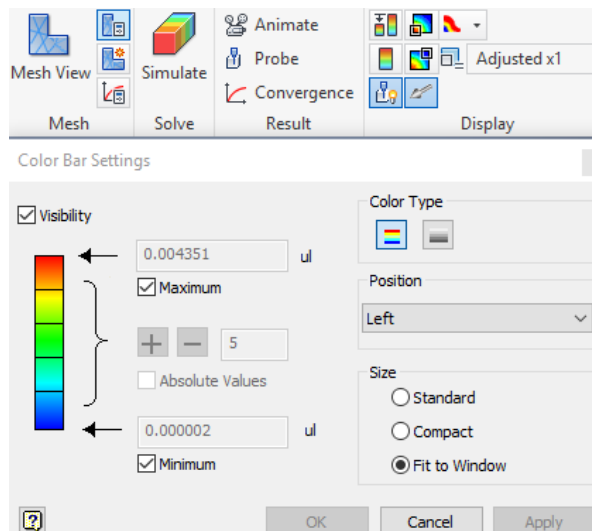 Animate
Mesh View
Simulate
Probe
Adjusted x1
Convergence
Mesh
Solve
Result
Display
Color Bar Settings
Visibility
Color Type
0.004351 ul
Maximum
Position
Left
5
Absolute Values
Size
Standard
0.000002 ul
Compact
Minimum
Fit to Window
?
OK
Cancel
Apply